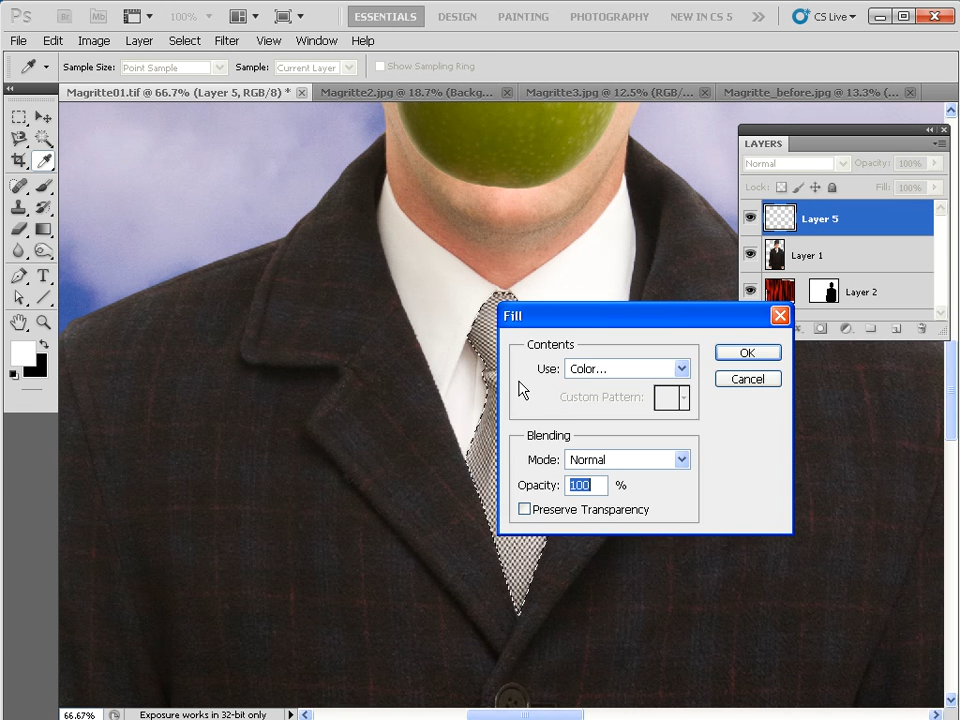 Ps Br Mb 100% ESSENTIALS DESIGN PAINTING PHOTOGRAPHY NEW IN CS 5 CS Live
File Edit Image Layer Select Filter View Window Help
Sample Size: Point Sample Sample: Current Layer Show Sampling Ring
Magritte01.tif @ 66.7% (Layer 5, RGB/8) * Magritte2.jpg @ 18.7% (Backg... Magritte3.jpg @ 12.5% (RGB/... Magritte_before.jpg @ 13.3% (...
LAYERS
Normal Opacity: 100%
Lock: Fill: 100%
Layer 5
Layer 1
Layer 2
Fill
Contents
Use: Color...
Custom Pattern:
OK
Cancel
Blending
Mode: Normal
Opacity: 100 %
Preserve Transparency
66.67% Exposure works in 32-bit only